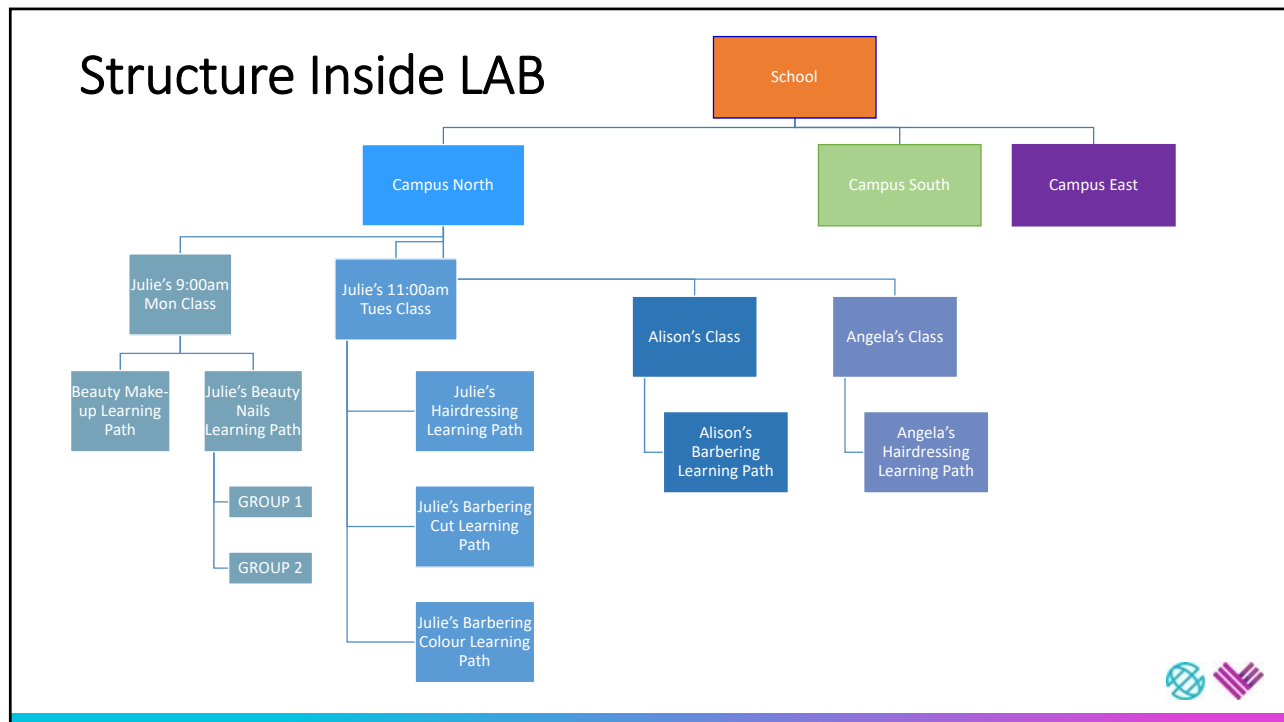 Structure Inside LAB
School
Campus North
Campus South
Campus East
Julie’s 9:00am
Mon Class
Julie’s 11:00am
Tues Class
Alison’s Class
Angela’s Class
Beauty Make-
up Learning
Path
Julie’s Beauty
Nails
Learning Path
GROUP 1
GROUP 2
Julie’s
Hairdressing
Learning Path
Julie’s Barbering
Cut Learning
Path
Julie’s Barbering
Colour Learning
Path
Alison’s
Barbering
Learning Path
Angela’s
Hairdressing
Learning Path